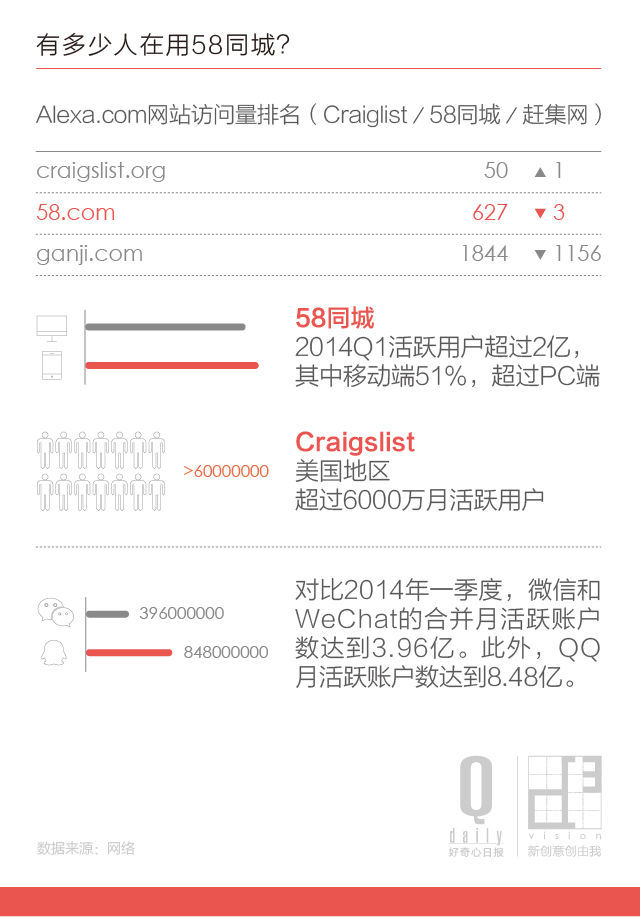 有多少人在用58同城?
Alexa.com网站访问量排名（Craiglist / 58同城 / 赶集网）
craigslist.org 50 ▲ 1
58.com 627 ▼ 3
ganji.com 1844 ▼ 1156
58同城
2014Q1活跃用户超过2亿，
其中移动端51%，超过PC端
>60000000
Craigslist
美国地区
超过6000万月活跃用户
396000000
848000000
对比2014年一季度，微信和
WeChat的合并月活跃账户
数达到3.96亿。此外，QQ
月活跃账户数达到8.48亿。
数据来源：网络
Q
daily
好奇心日报
d3
vision
新创意创由我